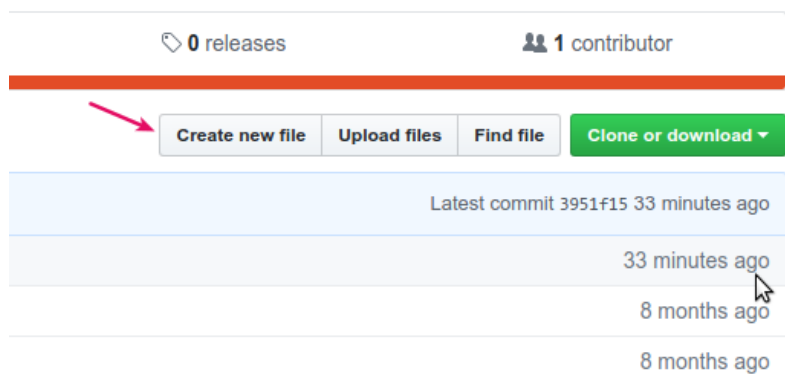 0 releases 1 contributor
Create new file Upload files Find file Clone or download
Latest commit 3951f15 33 minutes ago
33 minutes ago
8 months ago
8 months ago